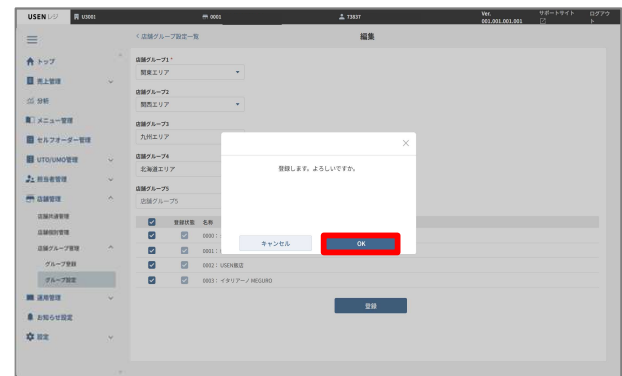 USEN レジ
U3001
0001
73837
Ver.
001.001.001.001
サポートサイト
ログアウト
< 店舗グループ設定一覧
編集
トップ
売上管理
分析
メニュー管理
セルフオーダー管理
UTO/UMO管理
担当者管理
店舗管理
店舗共通管理
店舗個別管理
店舗グループ管理
グループ登録
グループ設定
運用管理
お知らせ設定
設定
店舗グループ1 *
関東エリア
店舗グループ2
関西エリア
店舗グループ3
九州エリア
店舗グループ4
北海道エリア
店舗グループ5
店舗グループ5
登録状態 名称
0000 :
0001 :
0002 : USEN商店
0003 : イタリアーノ MEGURO
登録
登録します。よろしいですか。
キャンセル
OK